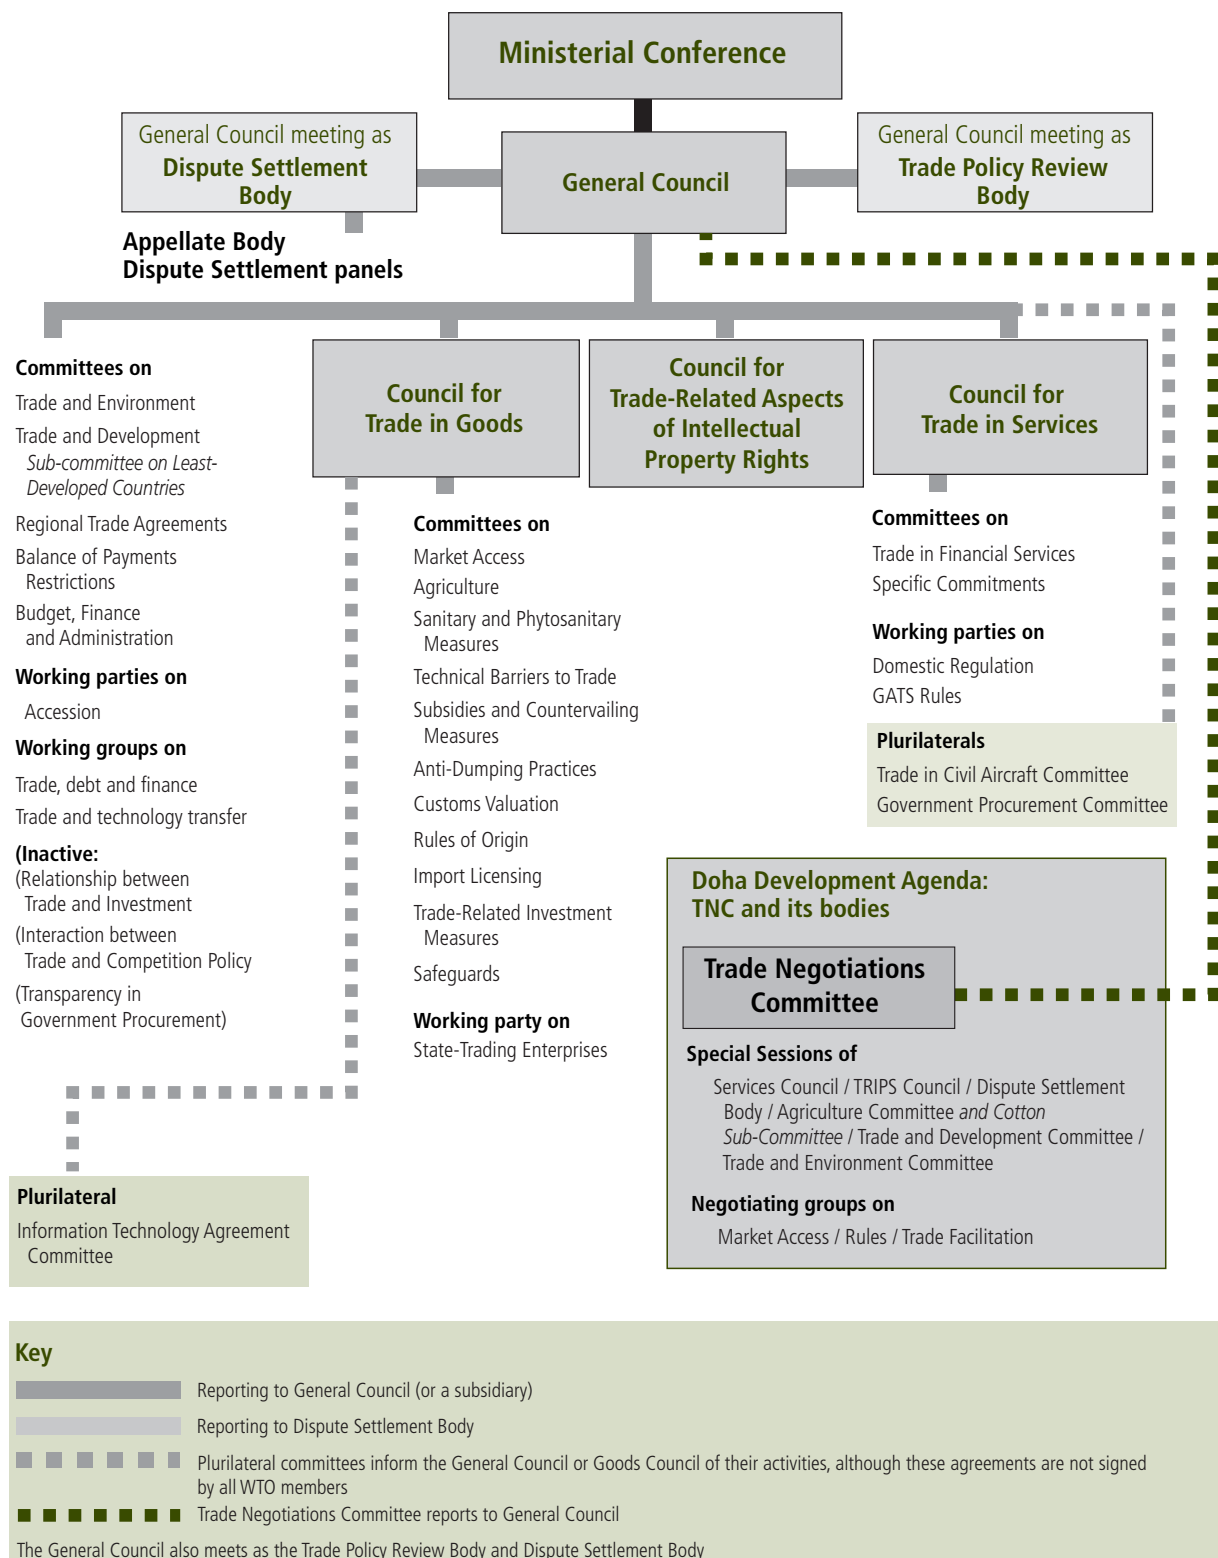 Ministerial Conference
General Council meeting as
Dispute Settlement
Body
General Council
General Council meeting as
Trade Policy Review
Body
Appellate Body
Dispute Settlement panels
Committees on
Trade and Environment
Trade and Development
Sub-committee on Least-
Developed Countries
Regional Trade Agreements
Balance of Payments
Restrictions
Budget, Finance
and Administration
Working parties on
Accession
Working groups on
Trade, debt and finance
Trade and technology transfer
(Inactive:
(Relationship between
Trade and Investment
(Interaction between
Trade and Competition Policy
(Transparency in
Government Procurement)
Plurilateral
Information Technology Agreement
Committee
Council for
Trade in Goods
Committees on
Market Access
Agriculture
Sanitary and Phytosanitary
Measures
Technical Barriers to Trade
Subsidies and Countervailing
Measures
Anti-Dumping Practices
Customs Valuation
Rules of Origin
Import Licensing
Trade-Related Investment
Measures
Safeguards
Working party on
State-Trading Enterprises
Council for
Trade-Related Aspects
of Intellectual
Property Rights
Council for
Trade in Services
Committees on
Trade in Financial Services
Specific Commitments
Working parties on
Domestic Regulation
GATS Rules
Plurilaterals
Trade in Civil Aircraft Committee
Government Procurement Committee
Doha Development Agenda:
TNC and its bodies
Trade Negotiations
Committee
Special Sessions of
Services Council / TRIPS Council / Dispute Settlement
Body / Agriculture Committee and Cotton
Sub-Committee / Trade and Development Committee /
Trade and Environment Committee
Negotiating groups on
Market Access / Rules / Trade Facilitation
Key
Reporting to General Council (or a subsidiary)
Reporting to Dispute Settlement Body
Plurilateral committees inform the General Council or Goods Council of their activities, although these agreements are not signed
by all WTO members
Trade Negotiations Committee reports to General Council
The General Council also meets as the Trade Policy Review Body and Dispute Settlement Body